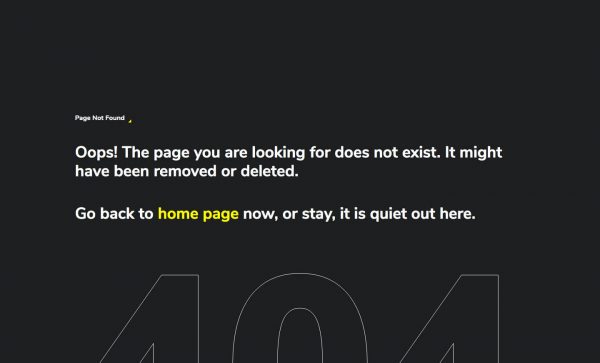 Page Not Found
Oops! The page you are looking for does not exist. It might
have been removed or deleted.
Go back to home page now, or stay, it is quiet out here.
404